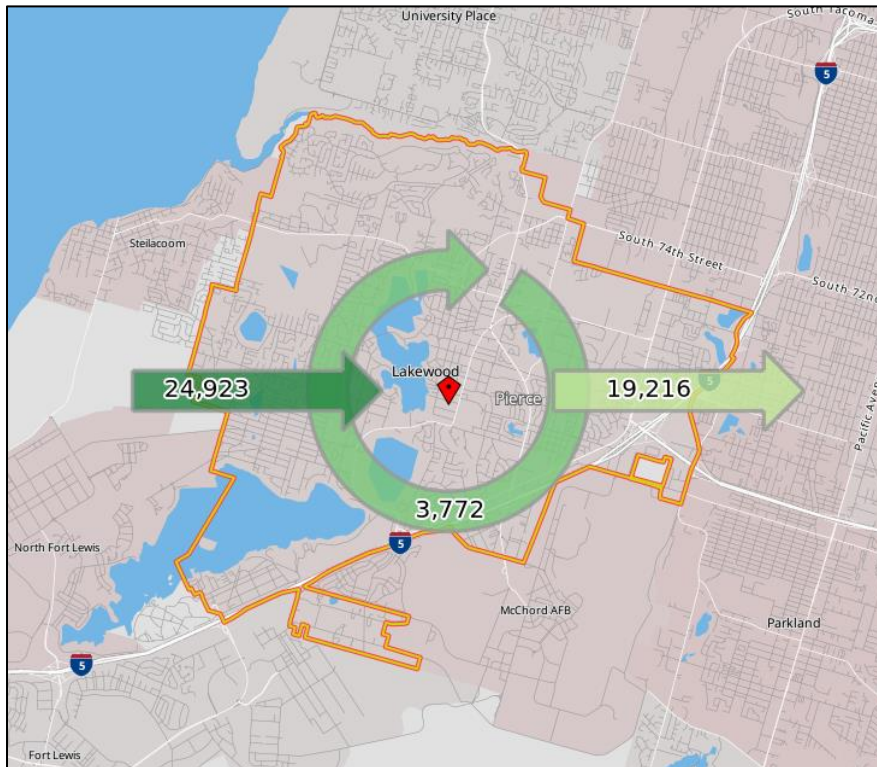 University Place
South Tacoma
5
Steilacoom
South 74th Street
South 72nd
Lakewood
24,923
Pierce
19,216
5
Pacific Aven
3,772
5
North Fort Lewis
McChord AFB
Parkland
5
Fort Lewis